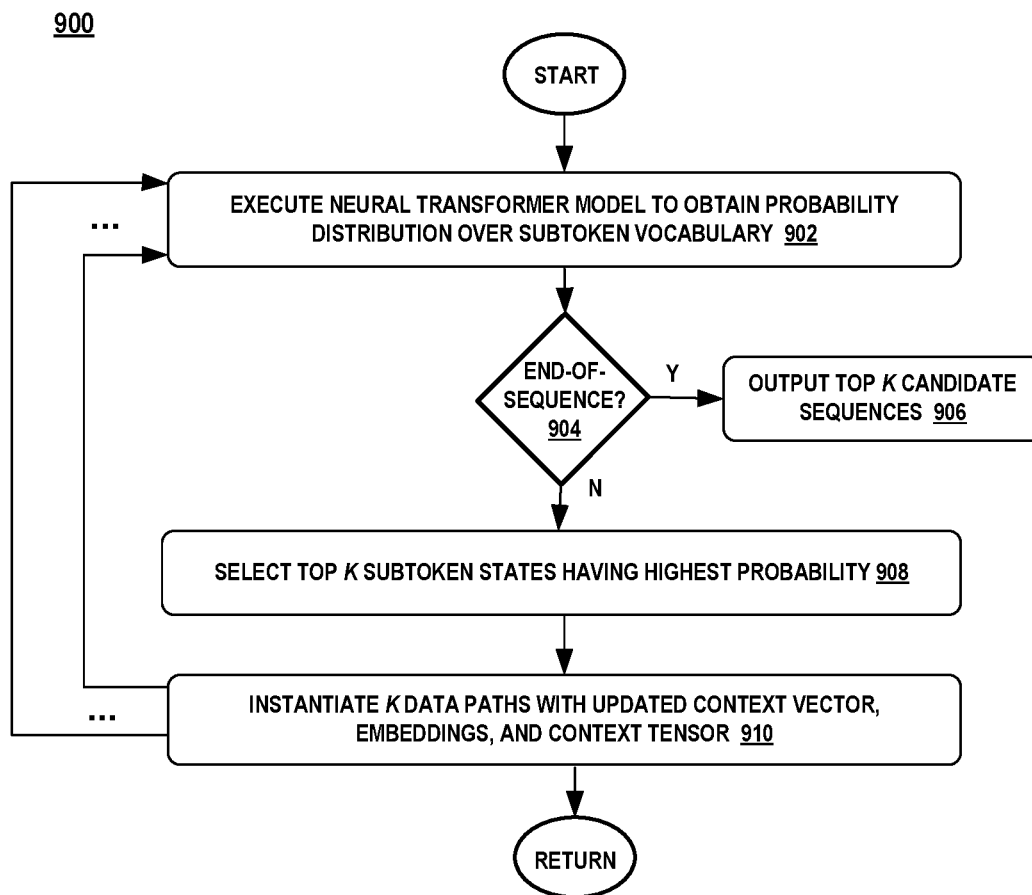 900
START
EXECUTE NEURAL TRANSFORMER MODEL TO OBTAIN PROBABILITY
DISTRIBUTION OVER SUBTOKEN VOCABULARY 902
...
END-OF-
SEQUENCE?
904
Y
OUTPUT TOP K CANDIDATE
SEQUENCES 906
N
SELECT TOP K SUBTOKEN STATES HAVING HIGHEST PROBABILITY 908
INSTANTIATE K DATA PATHS WITH UPDATED CONTEXT VECTOR,
EMBEDDINGS, AND CONTEXT TENSOR 910
...
RETURN